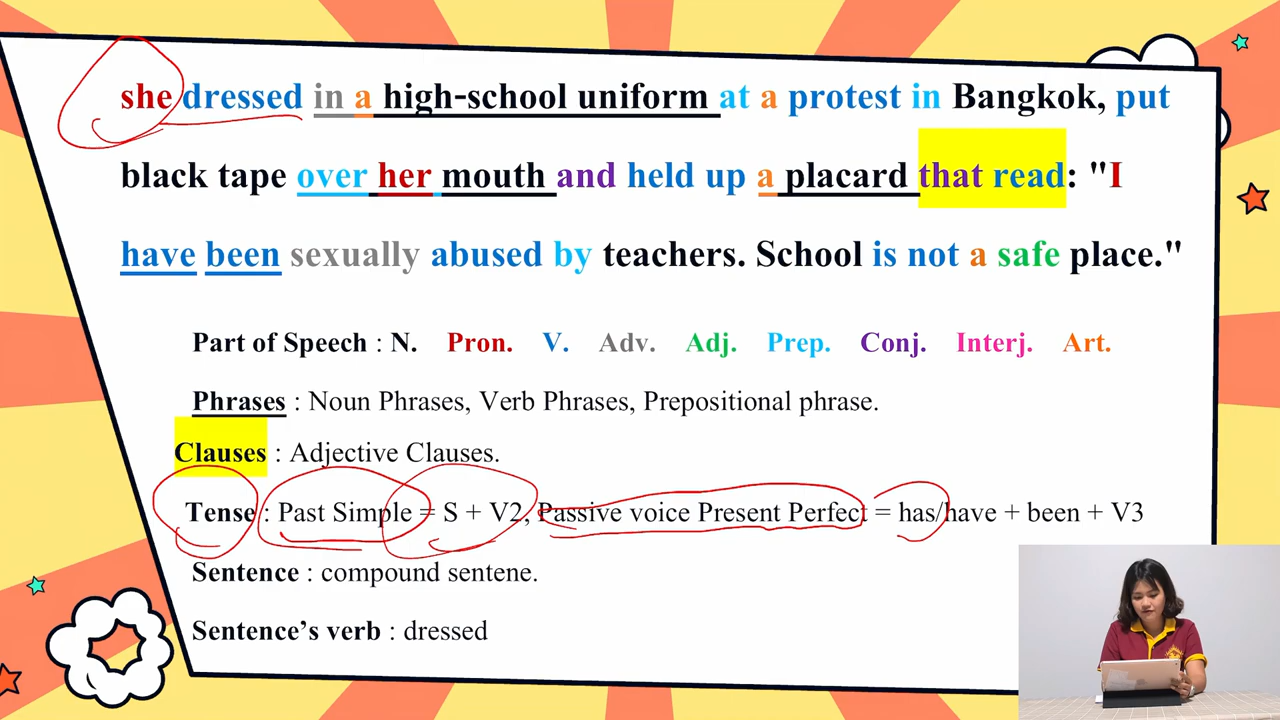 she dressed in a high-school uniform at a protest in Bangkok, put
black tape over her mouth and held up a placard that read: "I
have been sexually abused by teachers. School is not a safe place."
Part of Speech : N. Pron. V. Adv. Adj. Prep. Conj. Interj. Art.
Phrases : Noun Phrases, Verb Phrases, Prepositional phrase.
Clauses : Adjective Clauses.
Tense : Past Simple = S + V2, Passive voice Present Perfect = has/have + been + V3
Sentence : compound sentene.
Sentence’s verb : dressed